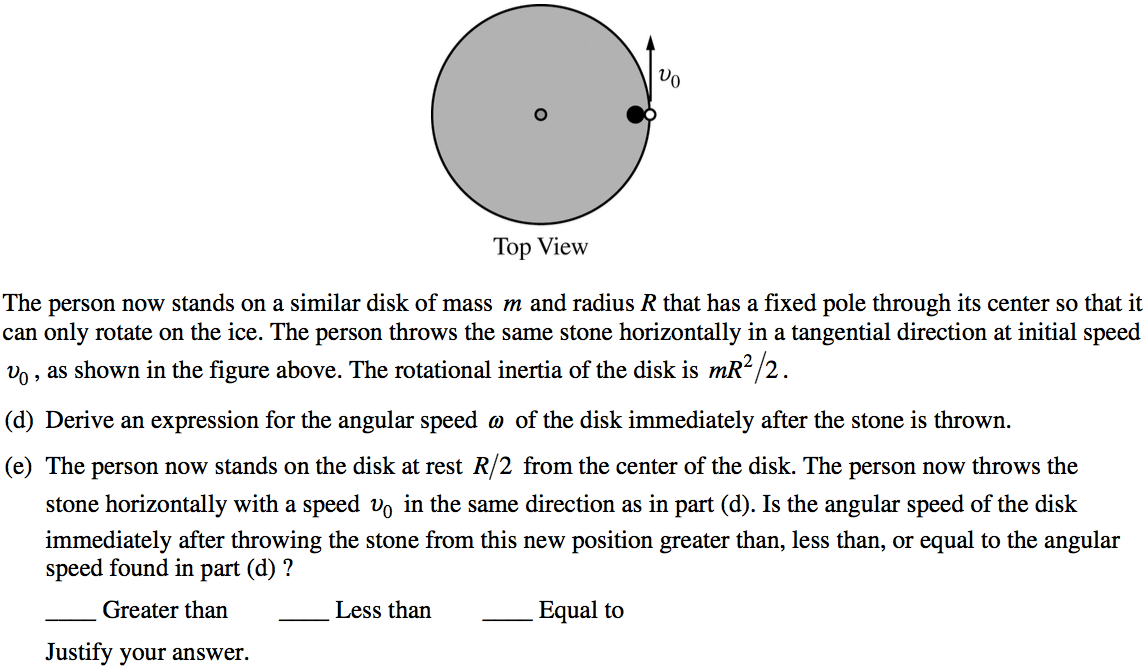 v₀
Top View
The person now stands on a similar disk of mass m and radius R that has a fixed pole through its center so that it
can only rotate on the ice. The person throws the same stone horizontally in a tangential direction at initial speed
v₀ , as shown in the figure above. The rotational inertia of the disk is mR²/2 .
(d) Derive an expression for the angular speed ω of the disk immediately after the stone is thrown.
(e) The person now stands on the disk at rest R/2 from the center of the disk. The person now throws the
stone horizontally with a speed v₀ in the same direction as in part (d). Is the angular speed of the disk
immediately after throwing the stone from this new position greater than, less than, or equal to the angular
speed found in part (d) ?
____ Greater than ____ Less than ____ Equal to
Justify your answer.